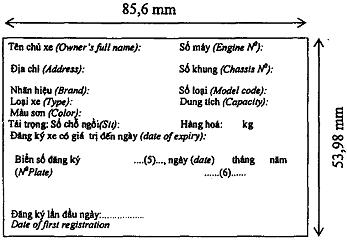 85,6 mm
Tên chủ xe (Owner's full name): Số máy (Engine Nº):
Địa chỉ (Address): Số khung (Chassis Nº):
Nhãn hiệu (Brand): Số loại (Model code):
Loại xe (Type): Dung tích (Capacity):
Màu sơn (Color):
Tải trọng: Số chỗ ngồi(Sit): Hàng hoá: kg
Đăng ký xe có giá trị đến ngày (date of expiry):
Biển số đăng ký ....(5)..., ngày (date) tháng năm
(NºPlate) ......(6)......
Đăng ký lần đầu ngày:.................
Date of first registration
53,98 mm